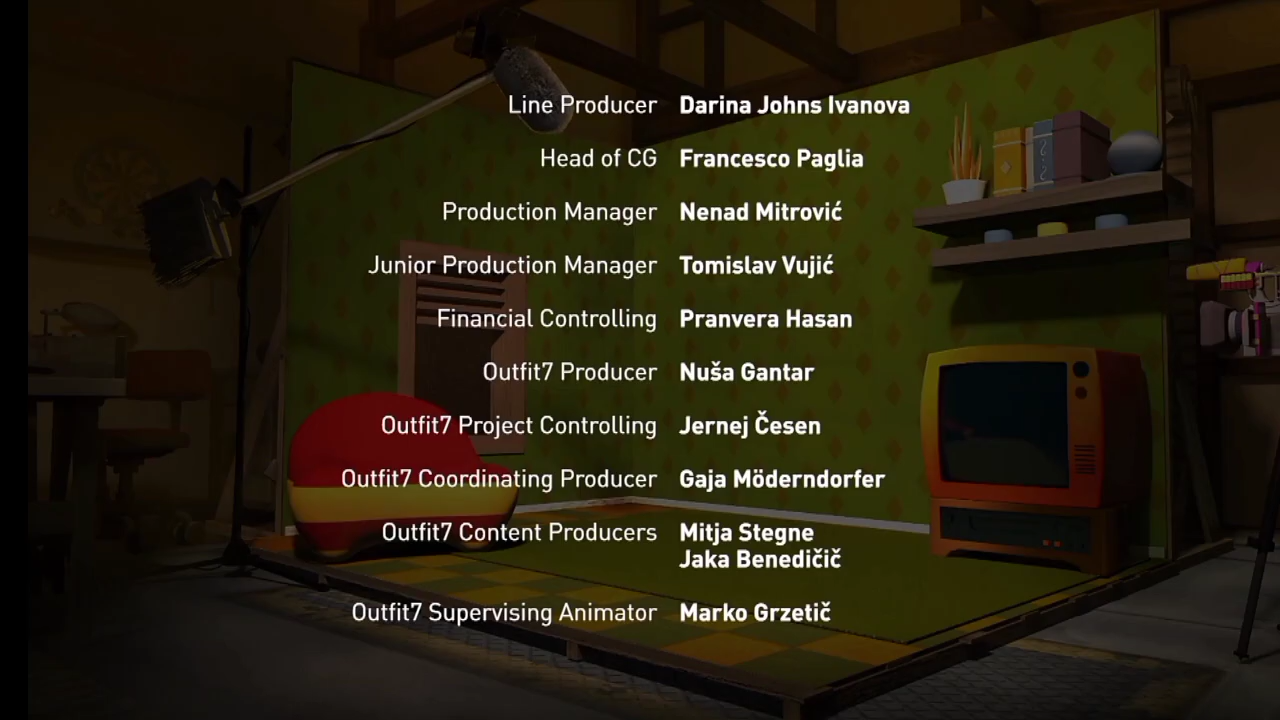 Line Producer Darina Johns Ivanova
Head of CG Francesco Paglia
Production Manager Nenad Mitrović
Junior Production Manager Tomislav Vujić
Financial Controlling Pranvera Hasan
Outfit7 Producer Nuša Gantar
Outfit7 Project Controlling Jernej Česen
Outfit7 Coordinating Producer Gaja Möderndorfer
Outfit7 Content Producers Mitja Stegne
Jaka Benedičič
Outfit7 Supervising Animator Marko Grzetič